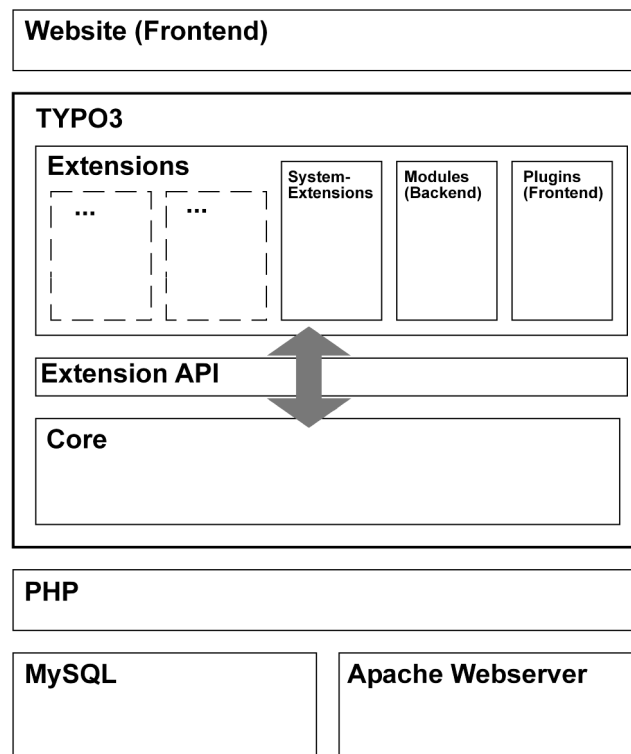 Website (Frontend)
TYPO3
Extensions
...
...
System-
Extensions
Modules
(Backend)
Plugins
(Frontend)
Extension API
Core
PHP
MySQL
Apache Webserver